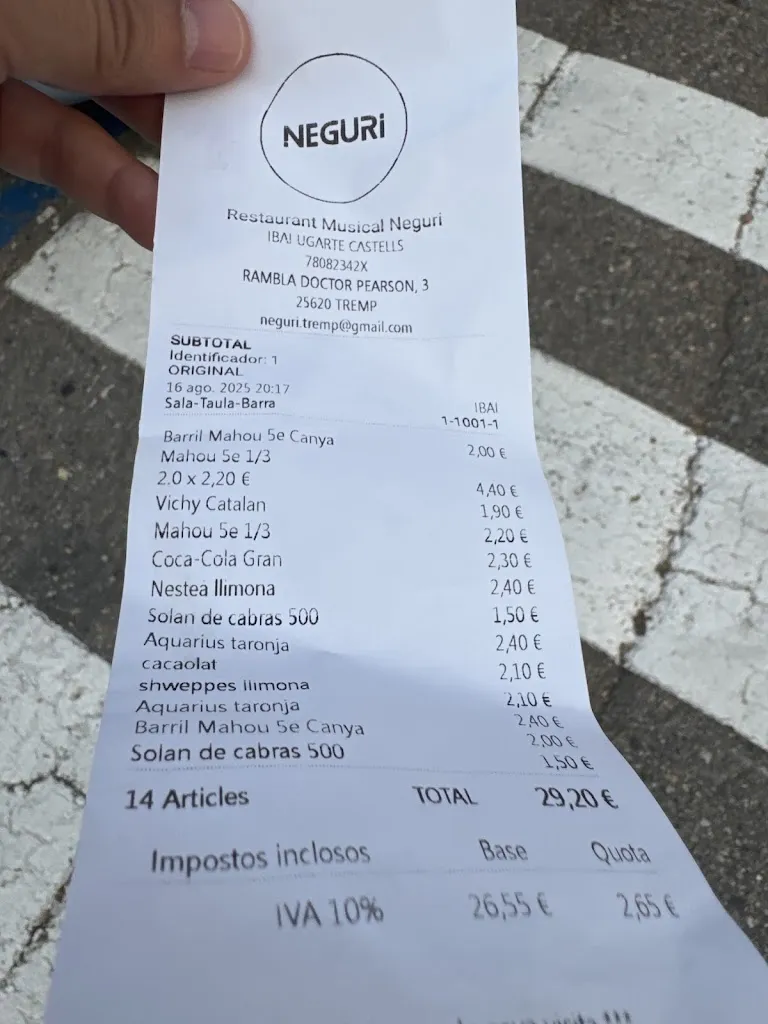 NEGURi
Restaurant Musical Neguri
IBAI UGARTE CASTELLS
78082342X
RAMBLA DOCTOR PEARSON, 3
25620 TREMP
neguri.tremp@gmail.com
SUBTOTAL
Identificador: 1
ORIGINAL
16 ago. 2025 20:17
Sala-Taula-Barra IBAI
1-1001-1
Barril Mahou 5e Canya 2,00 €
Mahou 5e 1/3
2.0 x 2,20 € 4,40 €
Vichy Catalan 1,90 €
Mahou 5e 1/3 2,20 €
Coca-Cola Gran 2,30 €
Nestea llimona 2,40 €
Solan de cabras 500 1,50 €
Aquarius taronja 2,40 €
cacaolat 2,10 €
shweppes llimona 2,10 €
Aquarius taronja 2,40 €
Barril Mahou 5e Canya 2,00 €
Solan de cabras 500 1,50 €
14 Articles TOTAL 29,20 €
Impostos inclosos Base Quota
IVA 10% 26,55 € 2,65 €
visita !!!